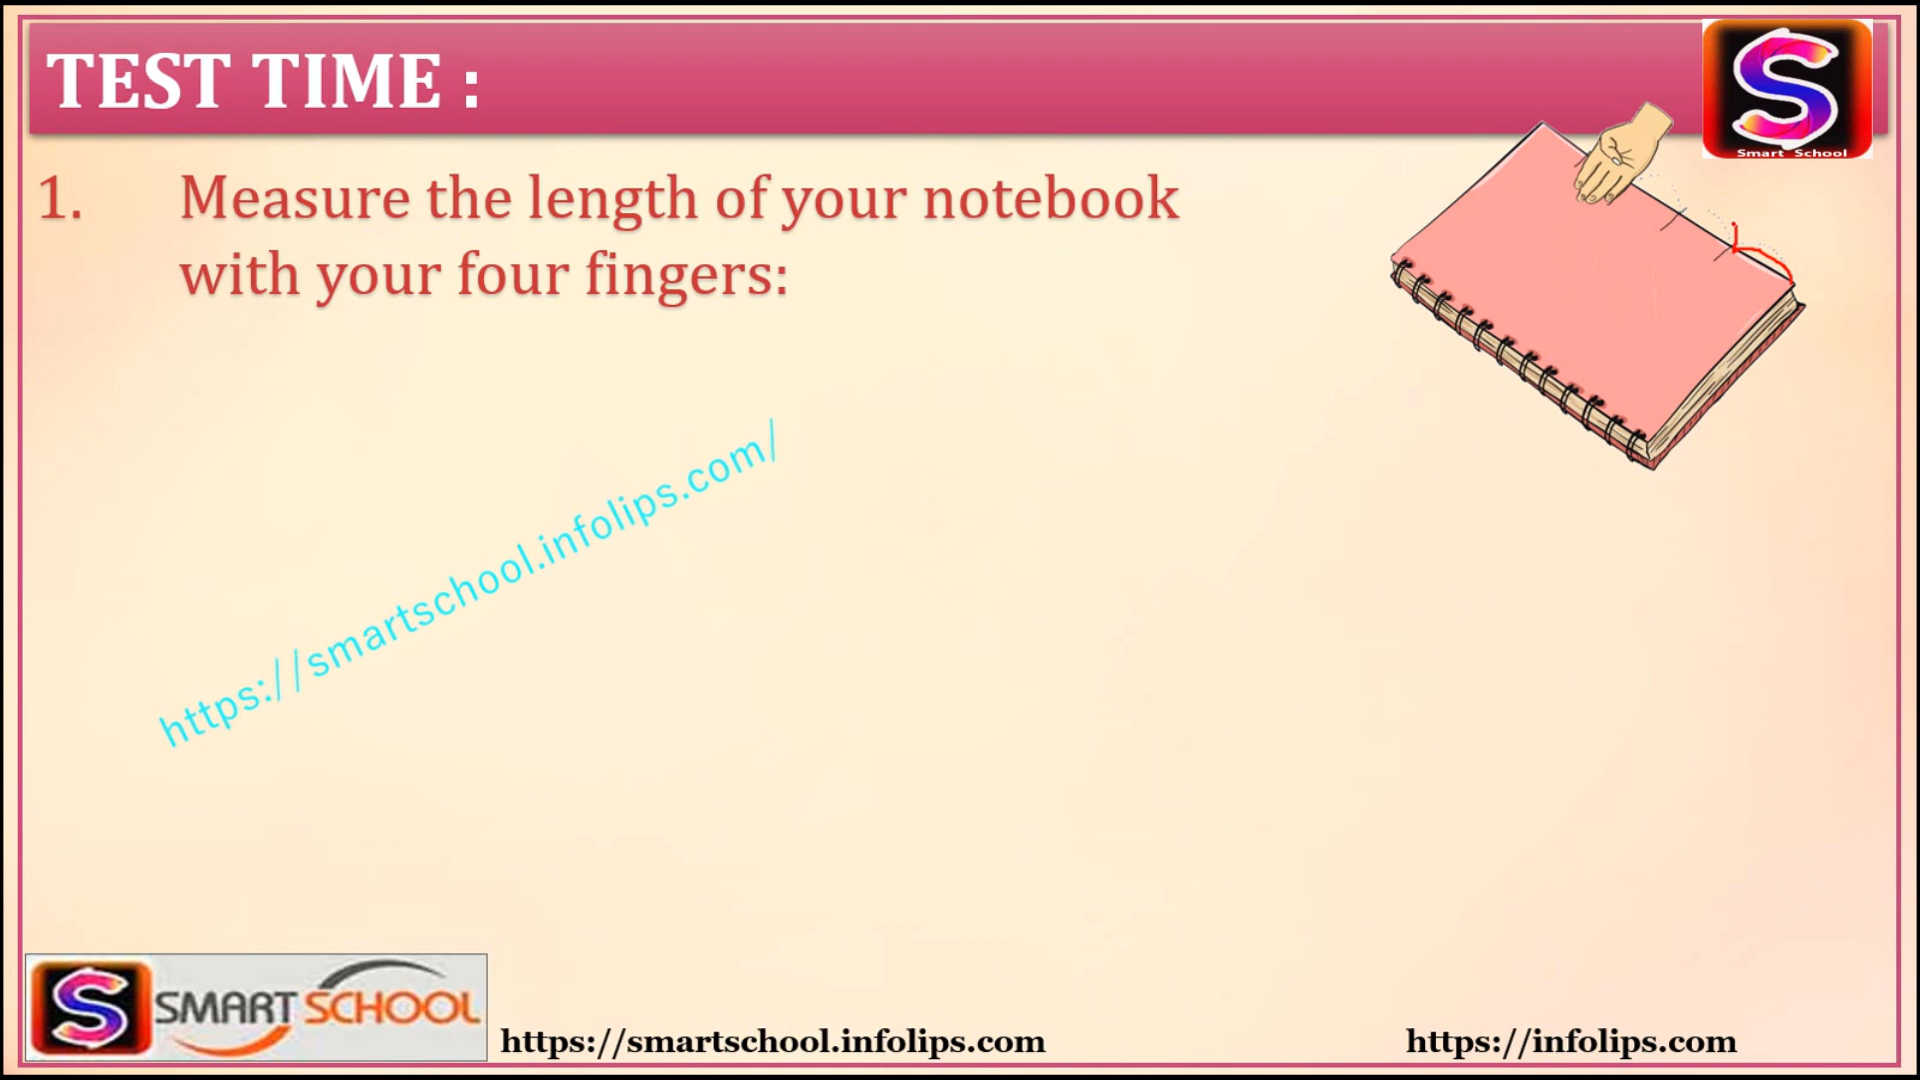 TEST TIME :
S
Smart School
1. Measure the length of your notebook
with your four fingers:
https://smartschool.infolips.com/
S SMART SCHOOL
https://smartschool.infolips.com
https://infolips.com